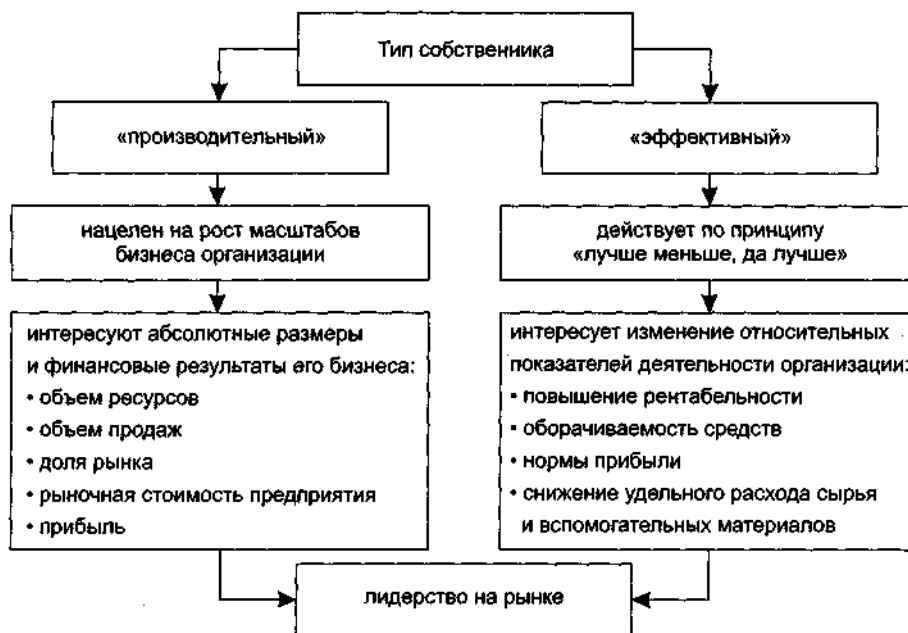 Тип собственника
«производительный»
«эффективный»
нацелен на рост масштабов
бизнеса организации
действует по принципу
«лучше меньше, да лучше»
интересуют абсолютные размеры
и финансовые результаты его бизнеса:
• объем ресурсов
• объем продаж
• доля рынка
• рыночная стоимость предприятия
• прибыль
интересует изменение относительных
показателей деятельности организации:
• повышение рентабельности
• оборачиваемость средств
• нормы прибыли
• снижение удельного расхода сырья
и вспомогательных материалов
лидерство на рынке